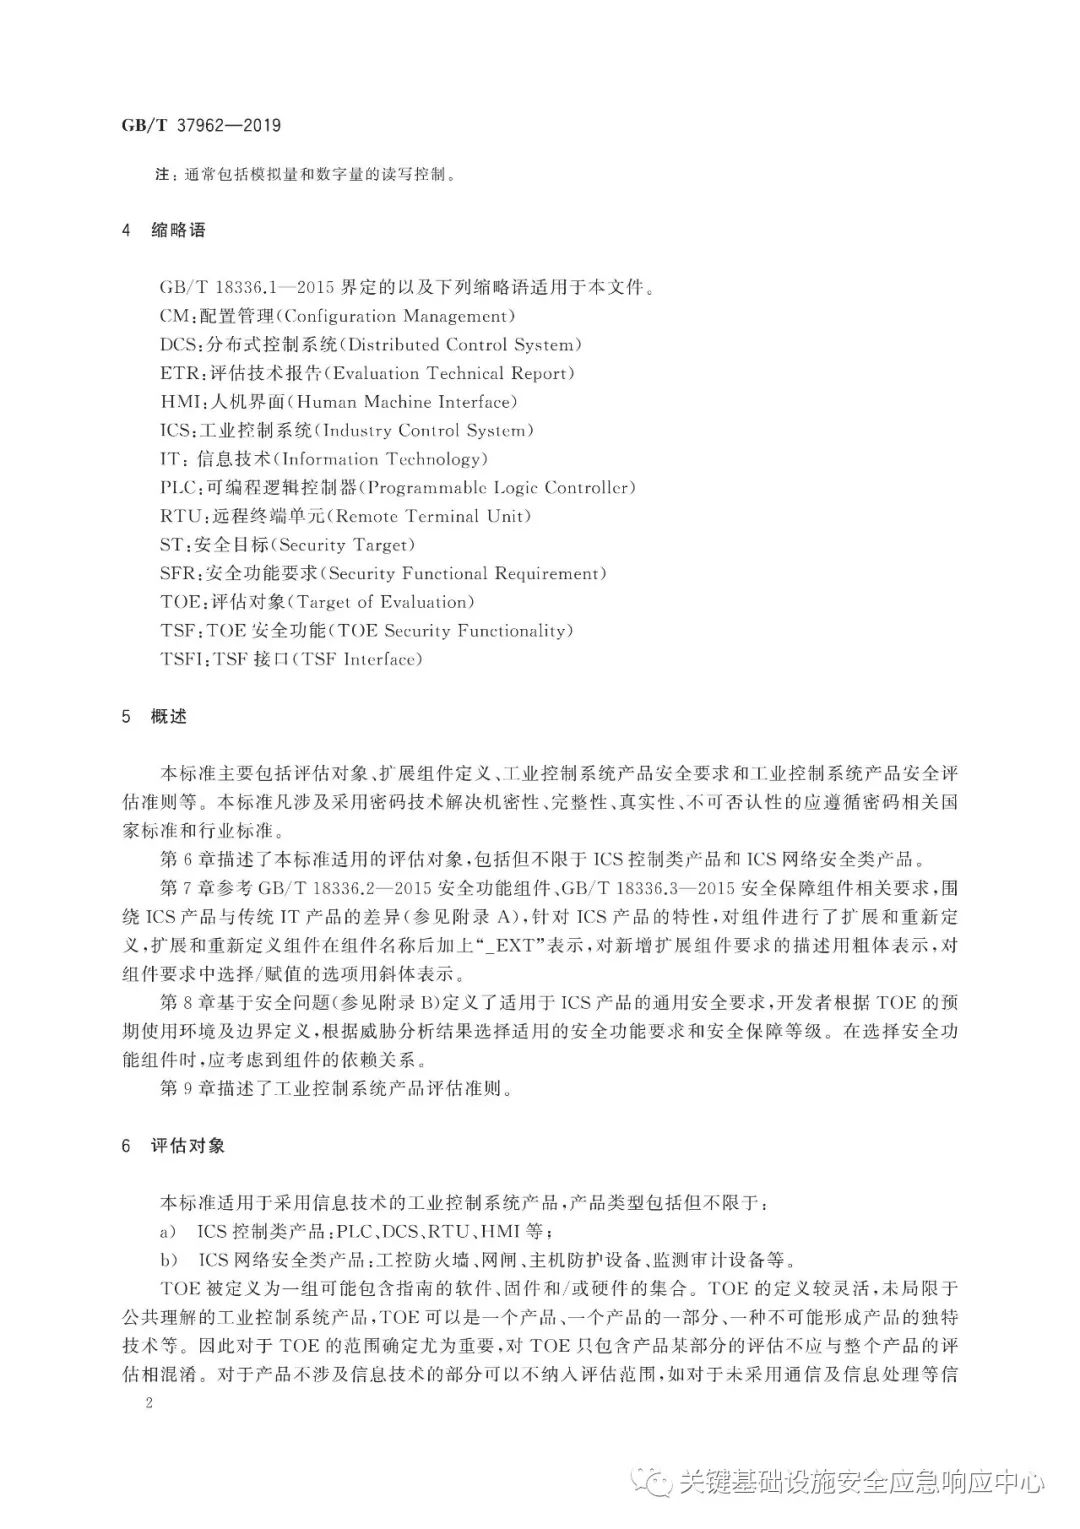 GB/T 37962—2019
注：通常包括模拟量和数字量的读写控制。
4 缩略语
GB/T 18336.1—2015 界定的以及下列缩略语适用于本文件。
CM:配置管理(Configuration Management)
DCS:分布式控制系统(Distributed Control System)
ETR:评估技术报告(Evaluation Technical Report)
HMI:人机界面(Human Machine Interface)
ICS:工业控制系统(Industry Control System)
IT: 信息技术(Information Technology)
PLC:可编程逻辑控制器(Programmable Logic Controller)
RTU:远程终端单元(Remote Terminal Unit)
ST:安全目标(Security Target)
SFR:安全功能要求(Security Functional Requirement)
TOE:评估对象(Target of Evaluation)
TSF:TOE 安全功能(TOE Security Functionality)
TSFI:TSF 接口(TSF Interface)
5 概述
本标准主要包括评估对象、扩展组件定义、工业控制系统产品安全要求和工业控制系统产品安全评
估准则等。本标准凡涉及采用密码技术解决机密性、完整性、真实性、不可否认性的应遵循密码相关国
家标准和行业标准。
第 6 章描述了本标准适用的评估对象,包括但不限于 ICS 控制类产品和 ICS 网络安全类产品。
第 7 章参考 GB/T 18336.2—2015 安全功能组件、GB/T 18336.3—2015 安全保障组件相关要求,围
绕 ICS 产品与传统 IT 产品的差异(参见附录 A),针对 ICS 产品的特性,对组件进行了扩展和重新定
义,扩展和重新定义组件在组件名称后加上“_EXT”表示,对新增扩展组件要求的描述用粗体表示,对
组件要求中选择/赋值的选项用斜体表示。
第 8 章基于安全问题(参见附录 B)定义了适用于 ICS 产品的通用安全要求,开发者根据 TOE 的预
期使用环境及边界定义,根据威胁分析结果选择适用的安全功能要求和安全保障等级。在选择安全功
能组件时,应考虑到组件的依赖关系。
第 9 章描述了工业控制系统产品评估准则。
6 评估对象
本标准适用于采用信息技术的工业控制系统产品,产品类型包括但不限于:
a) ICS 控制类产品:PLC、DCS、RTU、HMI 等;
b) ICS 网络安全类产品:工控防火墙、网闸、主机防护设备、监测审计设备等。
TOE 被定义为一组可能包含指南的软件、固件和/或硬件的集合。TOE 的定义较灵活,未局限于
公共理解的工业控制系统产品,TOE 可以是一个产品、一个产品的一部分、一种不可能形成产品的独特
技术等。因此对于 TOE 的范围确定尤为重要,对 TOE 只包含产品某部分的评估不应与整个产品的评
估相混淆。对于产品不涉及信息技术的部分可以不纳入评估范围,如对于未采用通信及信息处理等信
2
关键基础设施安全应急响应中心